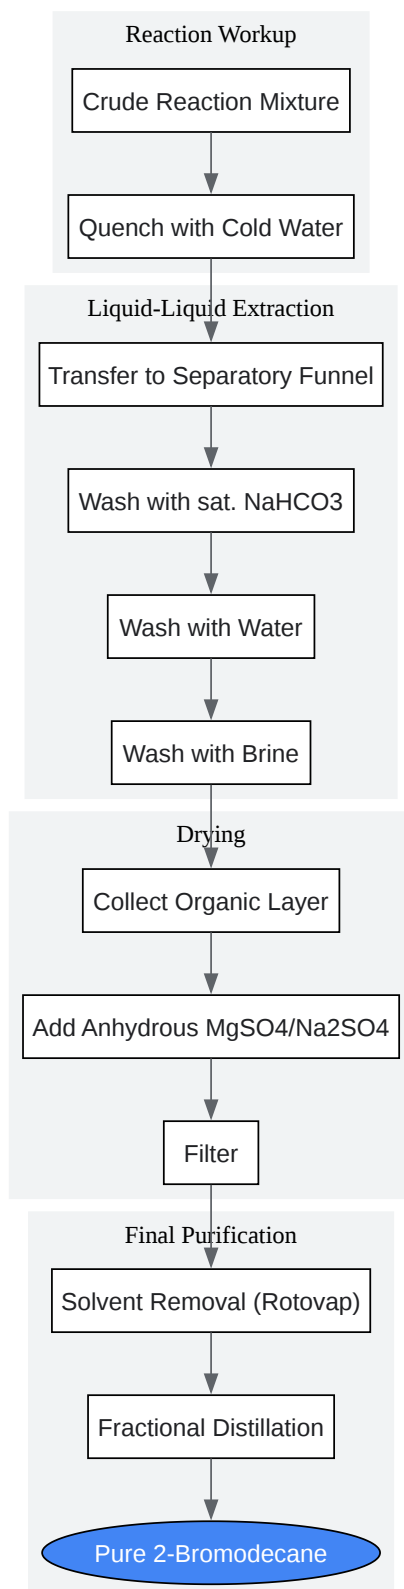 Reaction Workup
Crude Reaction Mixture
Quench with Cold Water
Liquid-Liquid Extraction
Transfer to Separatory Funnel
Wash with sat. NaHCO3
Wash with Water
Wash with Brine
Drying
Collect Organic Layer
Add Anhydrous MgSO4/Na2SO4
Filter
Final Purification
Solvent Removal (Rotovap)
Fractional Distillation
Pure 2-Bromodecane